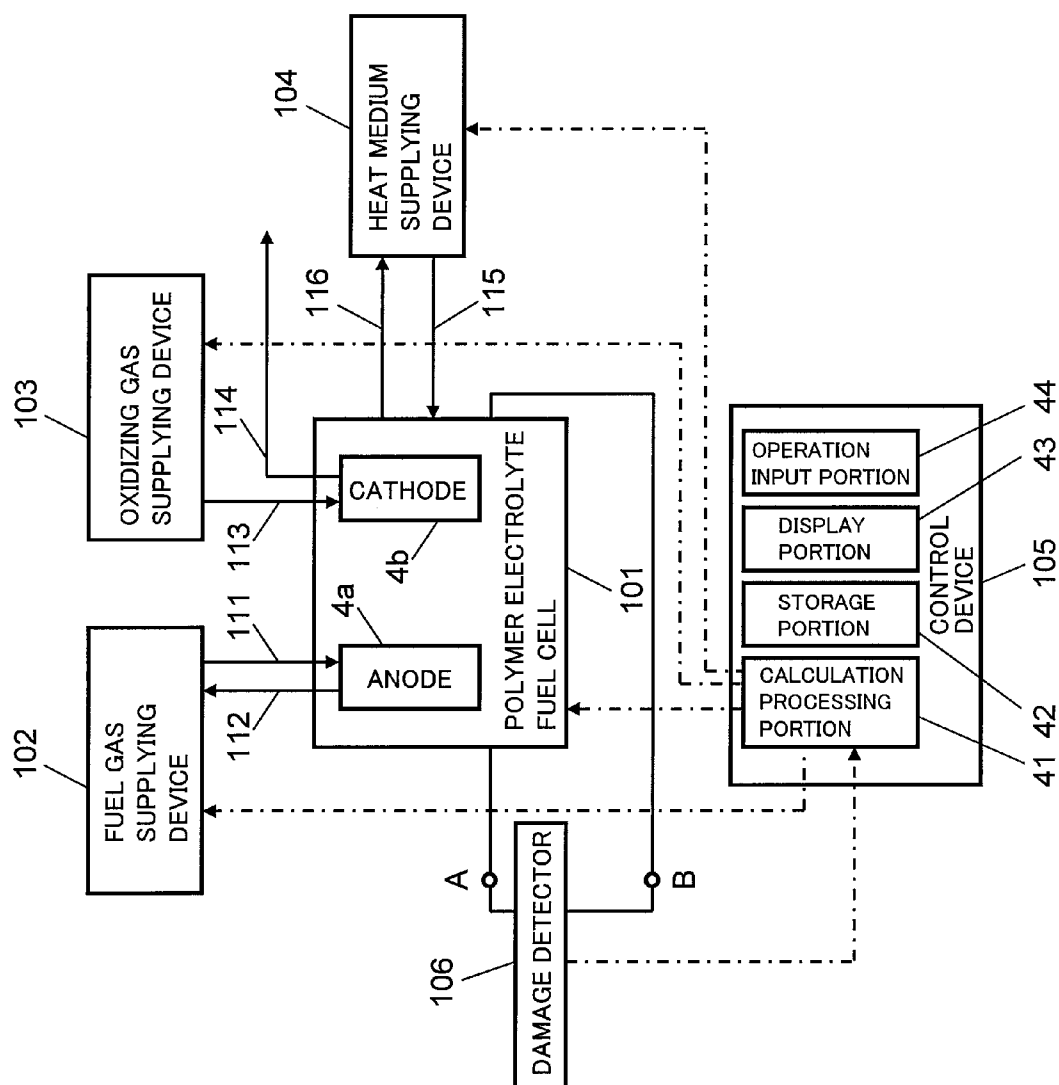 102
FUEL GAS
SUPPLYING
DEVICE
103
OXIDIZING GAS
SUPPLYING DEVICE
104
HEAT MEDIUM
SUPPLYING
DEVICE
111
112
113
114
116
115
4a
ANODE
4b
CATHODE
POLYMER ELECTROLYTE
FUEL CELL
101
106
DAMAGE DETECTOR
A
B
CALCULATION
PROCESSING
PORTION
STORAGE
PORTION
DISPLAY
PORTION
OPERATION
INPUT PORTION
CONTROL
DEVICE
41
42
105
43
44